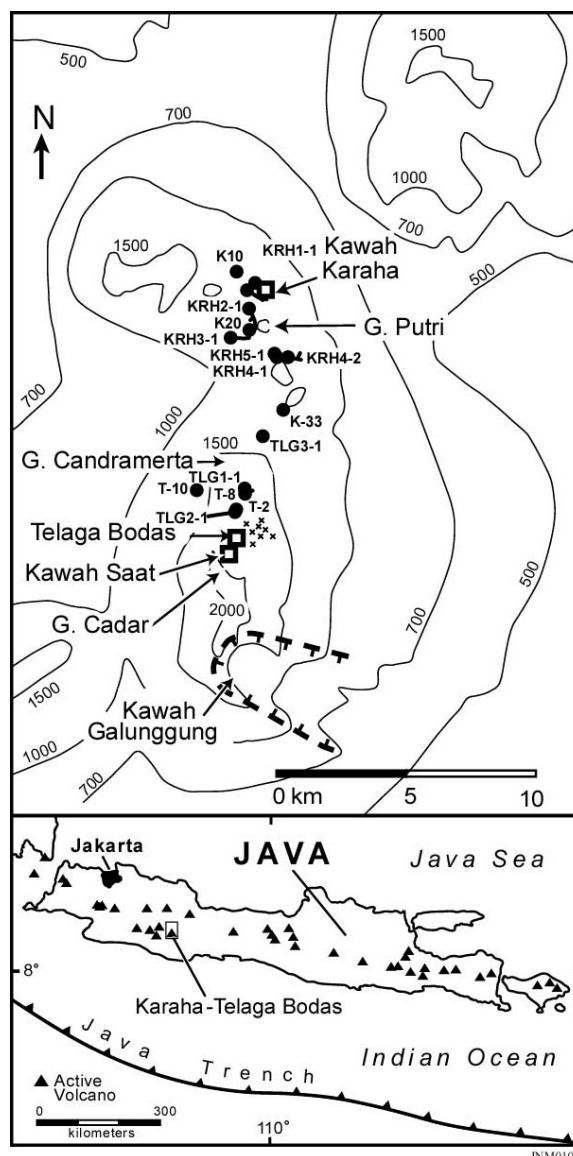 1500
500
500
700
N
1000
1500
KRH1-1
Kawah
Karaha
K10
700
500
KRH2-1
K20
G. Putri
KRH3-1
KRH5-1
KRH4-2
KRH4-1
700
1000
K-33
TLG3-1
1500
G. Candramerta
TLG1-1
T-10
T-8
T-2
TLG2-1
Telaga Bodas
Kawah Saat
500
2000
700
G. Cadar
1500
Kawah
Galunggung
1000
700
0 km 5 10
Jakarta
JAVA
Java Sea
8°
Karaha-Telaga Bodas
Java Trench
Indian Ocean
Active
Volcano
0 300
kilometers
110°